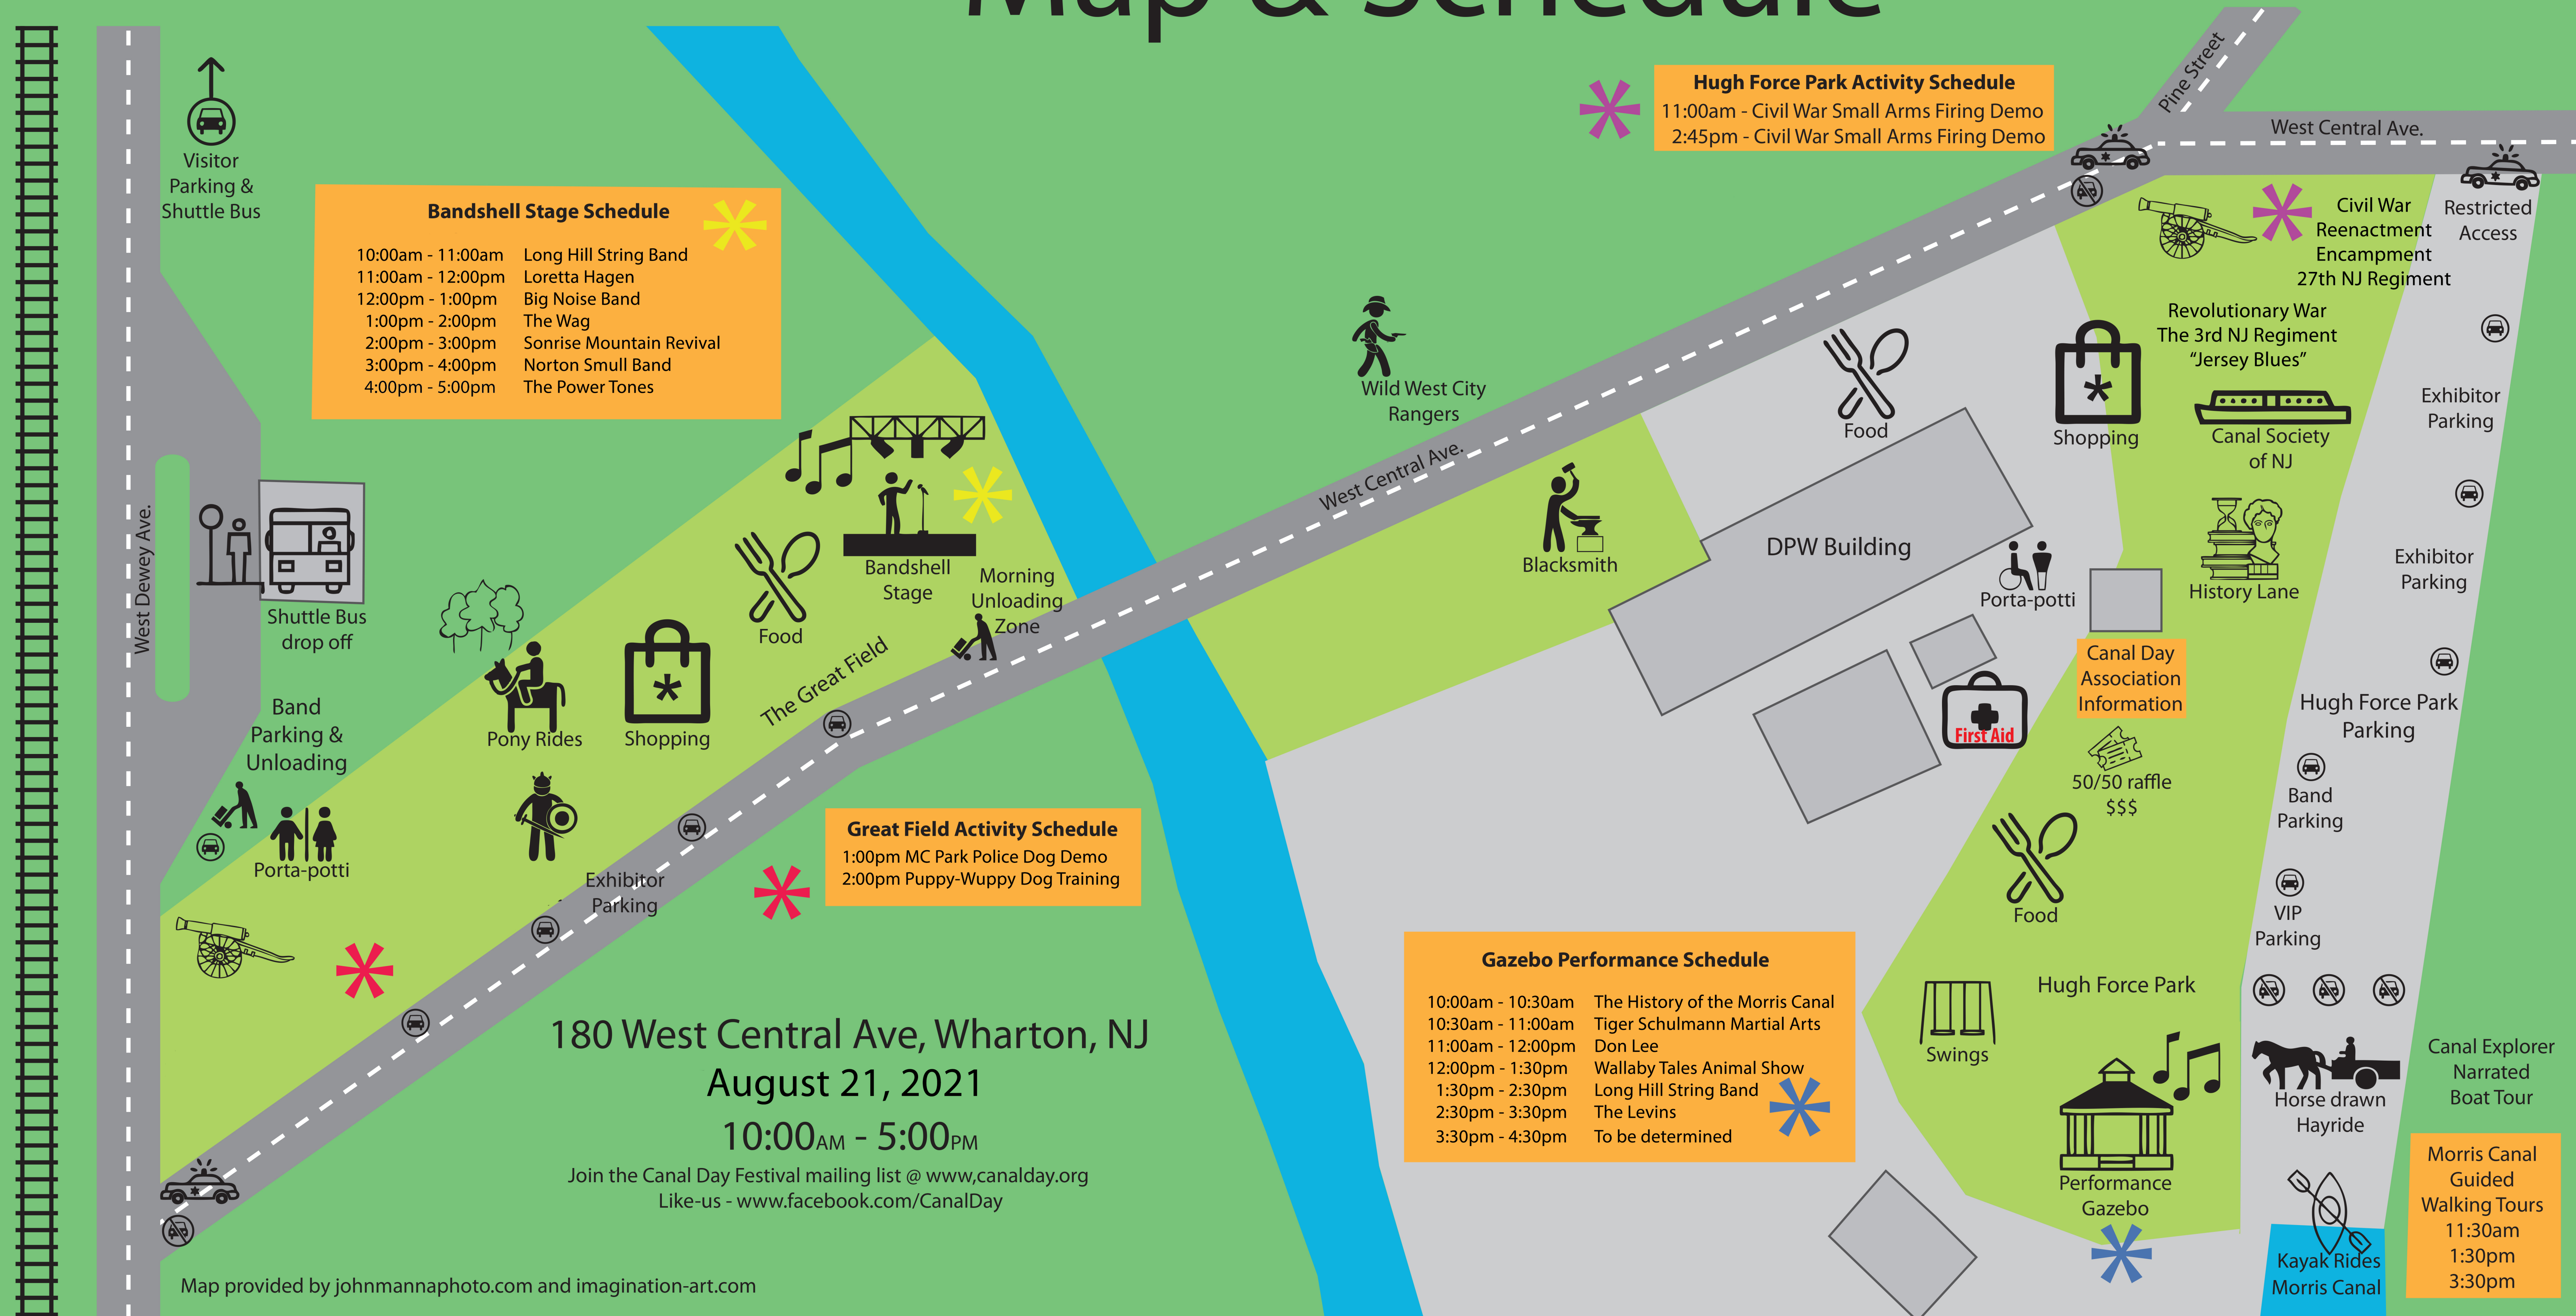 Map & Schedule
Visitor
Parking &
Shuttle Bus
Bandshell Stage Schedule
10:00am - 11:00am Long Hill String Band
11:00am - 12:00pm Loretta Hagen
12:00pm - 1:00pm Big Noise Band
1:00pm - 2:00pm The Wag
2:00pm - 3:00pm Sonrise Mountain Revival
3:00pm - 4:00pm Norton Smull Band
4:00pm - 5:00pm The Power Tones
Hugh Force Park Activity Schedule
11:00am - Civil War Small Arms Firing Demo
2:45pm - Civil War Small Arms Firing Demo
Pine Street
West Central Ave.
Restricted
Access
Civil War
Reenactment
Encampment
27th NJ Regiment
Revolutionary War
The 3rd NJ Regiment
“Jersey Blues”
Wild West City
Rangers
West Central Ave.
Food
Shopping
Canal Society
of NJ
Exhibitor
Parking
West Dewey Ave.
Shuttle Bus
drop off
Bandshell
Stage
Morning
Unloading
Zone
Food
The Great Field
Blacksmith
DPW Building
Porta-potti
History Lane
Exhibitor
Parking
Band
Parking &
Unloading
Pony Rides
Shopping
Porta-potti
Exhibitor
Parking
First Aid
Canal Day
Association
Information
50/50 raffle
$$$
Hugh Force Park
Parking
Band
Parking
VIP
Parking
Food
Great Field Activity Schedule
1:00pm MC Park Police Dog Demo
2:00pm Puppy-Wuppy Dog Training
Gazebo Performance Schedule
10:00am - 10:30am The History of the Morris Canal
10:30am - 11:00am Tiger Schulmann Martial Arts
11:00am - 12:00pm Don Lee
12:00pm - 1:30pm Wallaby Tales Animal Show
1:30pm - 2:30pm Long Hill String Band
2:30pm - 3:30pm The Levins
3:30pm - 4:30pm To be determined
Hugh Force Park
Swings
Performance
Gazebo
Horse drawn
Hayride
Canal Explorer
Narrated
Boat Tour
Morris Canal
Guided
Walking Tours
11:30am
1:30pm
3:30pm
Kayak Rides
Morris Canal
180 West Central Ave, Wharton, NJ
August 21, 2021
10:00AM - 5:00PM
Join the Canal Day Festival mailing list @ www,canalday.org
Like-us - www.facebook.com/CanalDay
Map provided by johnmannaphoto.com and imagination-art.com